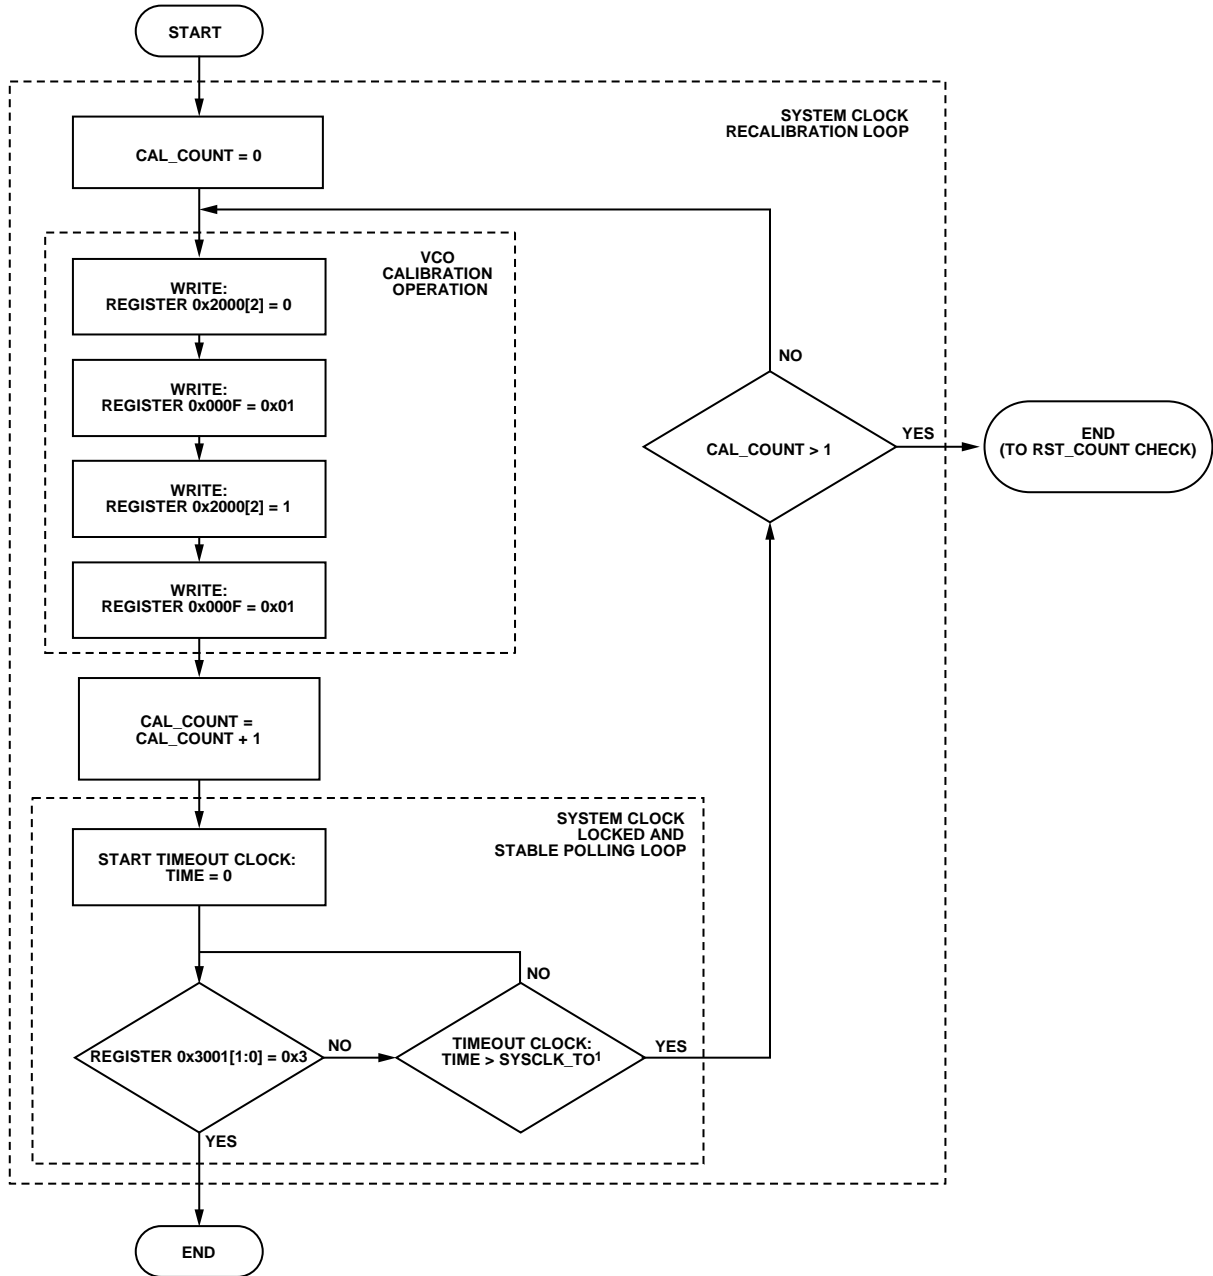 START
SYSTEM CLOCK
RECALIBRATION LOOP
CAL_COUNT = 0
VCO
CALIBRATION
OPERATION
WRITE:
REGISTER 0x2000[2] = 0
WRITE:
REGISTER 0x000F = 0x01
WRITE:
REGISTER 0x2000[2] = 1
WRITE:
REGISTER 0x000F = 0x01
NO
CAL_COUNT > 1
YES
END
(TO RST_COUNT CHECK)
CAL_COUNT =
CAL_COUNT + 1
SYSTEM CLOCK
LOCKED AND
STABLE POLLING LOOP
START TIMEOUT CLOCK:
TIME = 0
NO
REGISTER 0x3001[1:0] = 0x3
NO
TIMEOUT CLOCK:
TIME > SYSCLK_TO¹
YES
YES
END